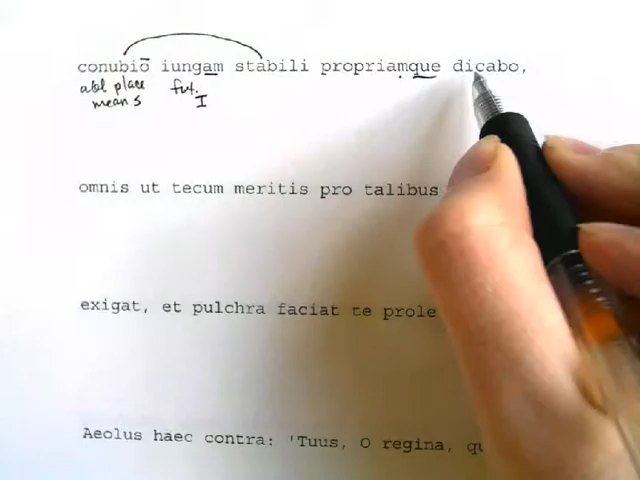 conubiō iungam stabili propriamque dicabo,
abl place fut.
means I
omnis ut tecum meritis pro talibus
exigat, et pulchra faciat te prole
Aeolus haec contra: 'Tuus, O regina,